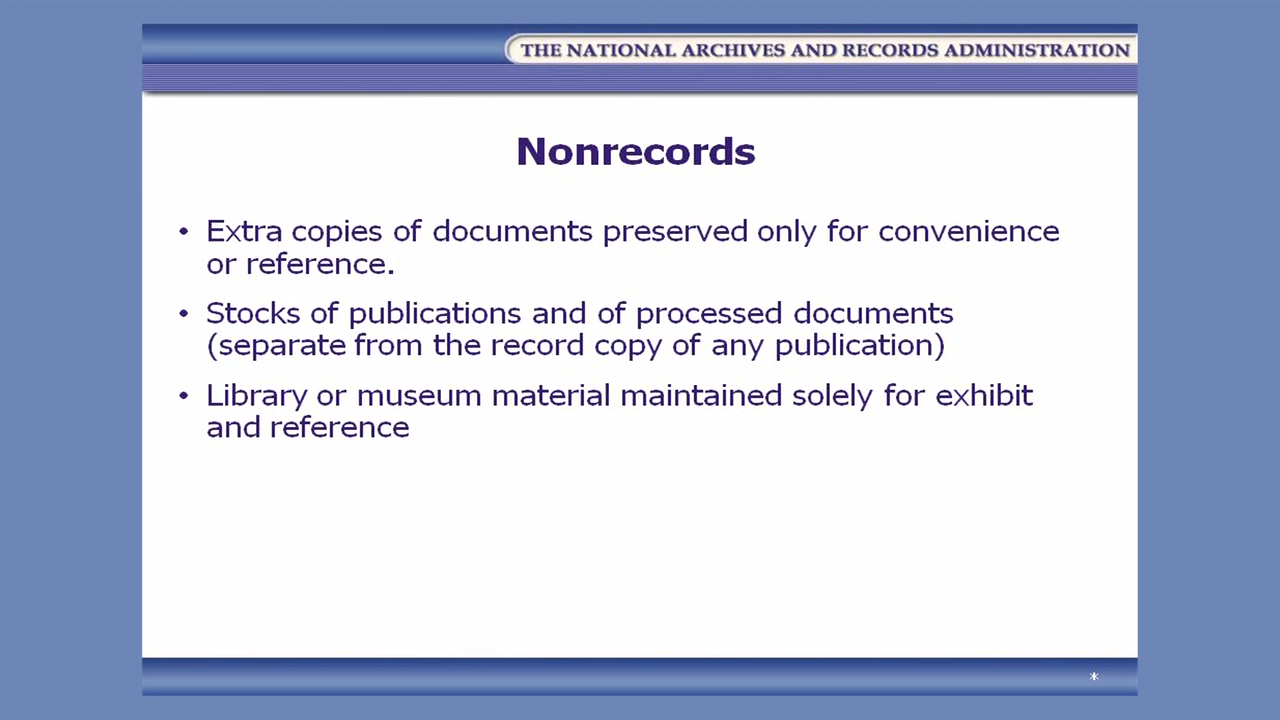 THE NATIONAL ARCHIVES AND RECORDS ADMINISTRATION
Nonrecords
• Extra copies of documents preserved only for convenience
or reference.
• Stocks of publications and of processed documents
(separate from the record copy of any publication)
• Library or museum material maintained solely for exhibit
and reference
*